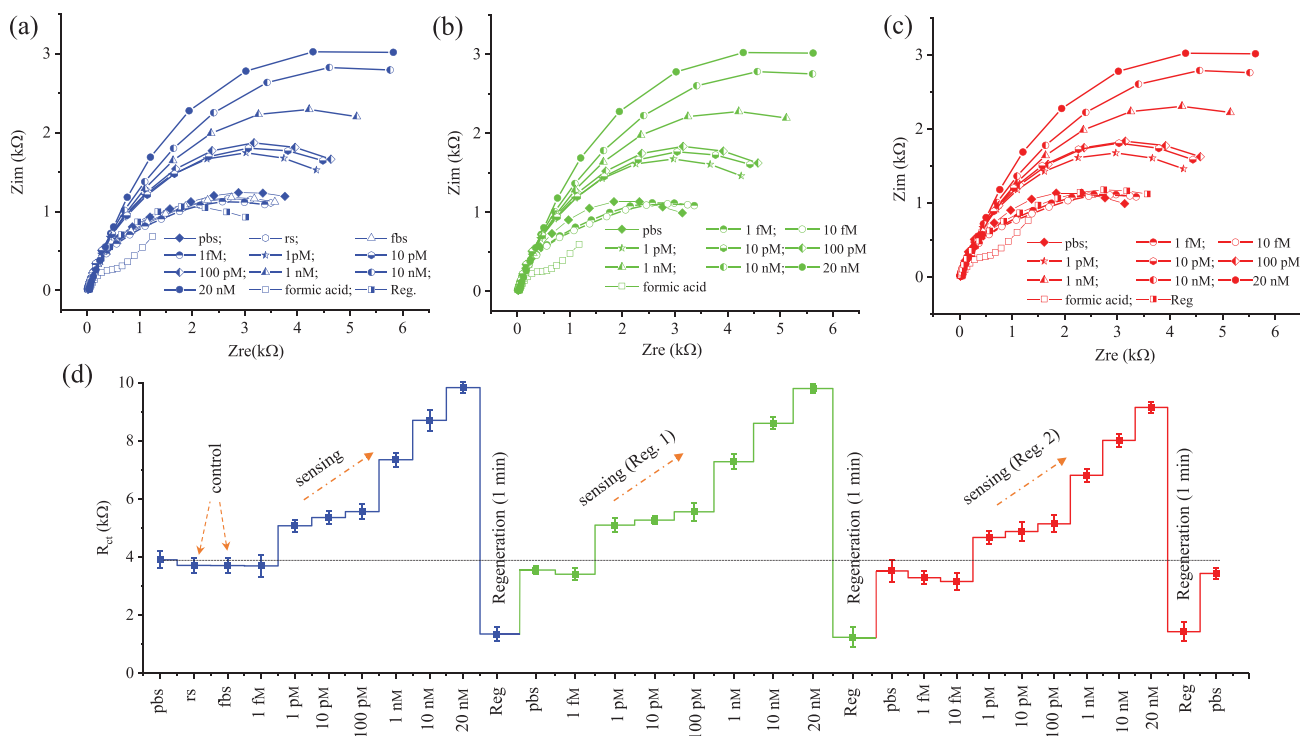 (a)
Zim (kΩ)
3
2
1
0
pbs; rs; fbs
1fM; 1pM; 10 pM
100 pM; 1 nM; 10 nM;
20 nM formic acid; Reg.
0 1 2 3 4 5 6
Zre(kΩ)
(b)
Zim (kΩ)
3
2
1
0
pbs 1 fM; 10 fM
1 pM; 10 pM; 100 pM
1 nM; 10 nM; 20 nM
formic acid
0 1 2 3 4 5 6
Zre (kΩ)
(c)
Zim (kΩ)
3
2
1
0
pbs; 1 fM; 10 fM
1 pM; 10 pM; 100 pM
1 nM; 10 nM; 20 nM
formic acid; Reg
0 1 2 3 4 5 6
Zre (kΩ)
(d)
Rct (kΩ)
10
8
6
4
2
0
control
sensing
Regeneration (1 min)
sensing (Reg. 1)
Regeneration (1 min)
sensing (Reg. 2)
Regeneration (1 min)
pbs rs fbs 1 fM 1 pM 10 pM 100 pM 1 nM 10 nM 20 nM Reg pbs 1 fM 1 pM 10 pM 100 pM 1 nM 10 nM 20 nM Reg pbs 1 fM 10 fM 1 pM 10 pM 100 pM 1 nM 10 nM 20 nM Reg pbs